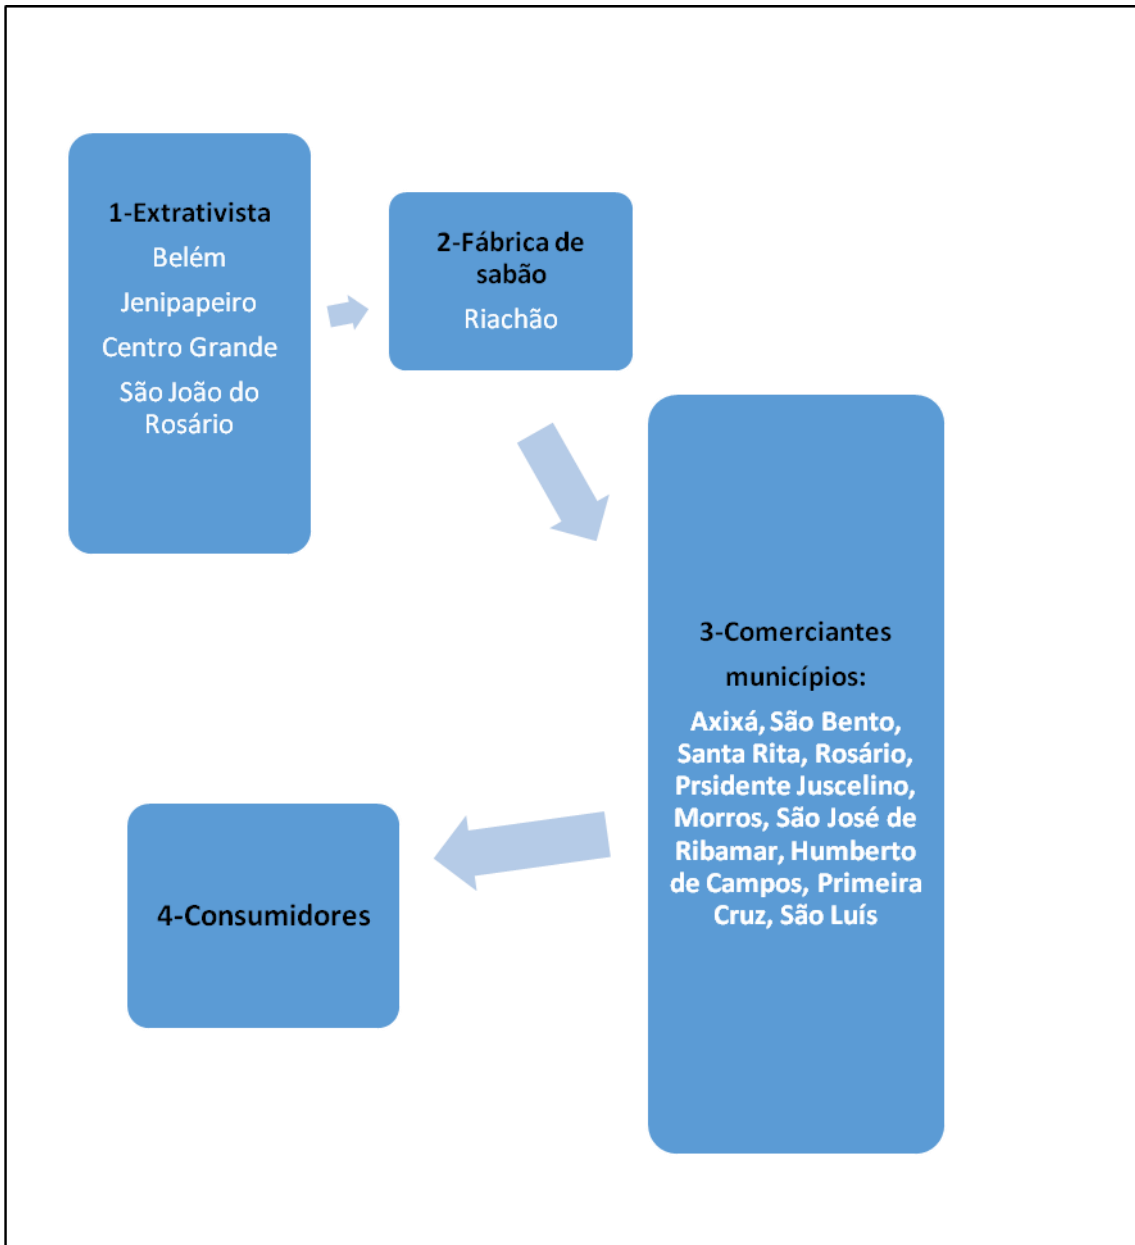 1-Extrativista
Belém
Jenipapeiro
Centro Grande
São João do
Rosário
2-Fábrica de
sabão
Riachão
3-Comerciantes
municípios:
Axixá, São Bento,
Santa Rita, Rosário,
Prsidente Juscelino,
Morros, São José de
Ribamar, Humberto
de Campos, Primeira
Cruz, São Luís
4-Consumidores